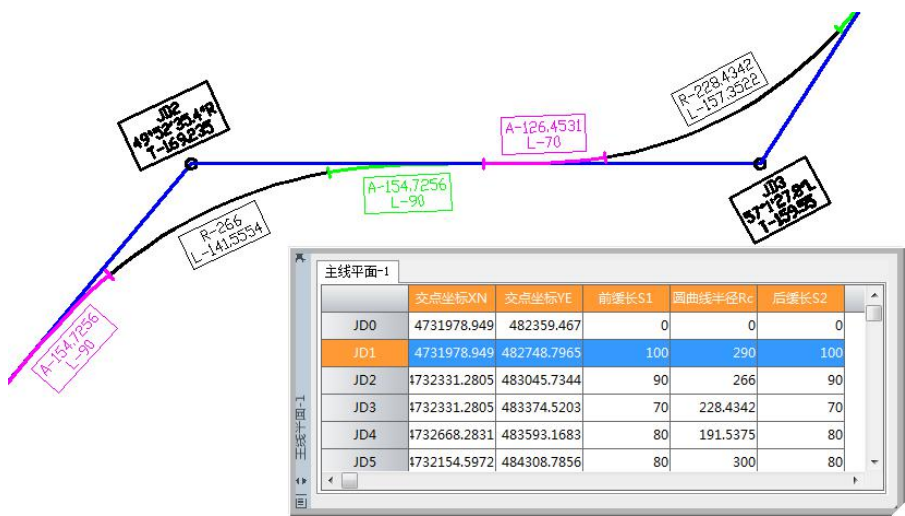 JD2
49°52'35.4"R
T-169.235
R-228.4342
L-157.3522
A-126.4531
L-70
A-154.7256
L-90
JD3
57°1'27.8"L
T-159.55
R-266
L-141.5554
A-154.7256
L-90
主线平面-1
交点坐标XN 交点坐标YE 前缓长S1 圆曲线半径Rc 后缓长S2
JD0 4731978.949 482359.467 0 0 0
JD1 4731978.949 482748.7965 100 290 100
JD2 4732331.2805 483045.7344 90 266 90
JD3 4732331.2805 483374.5203 70 228.4342 70
JD4 4732668.2831 483593.1683 80 191.5375 80
JD5 4732154.5972 484308.7856 80 300 80
主线平面-1